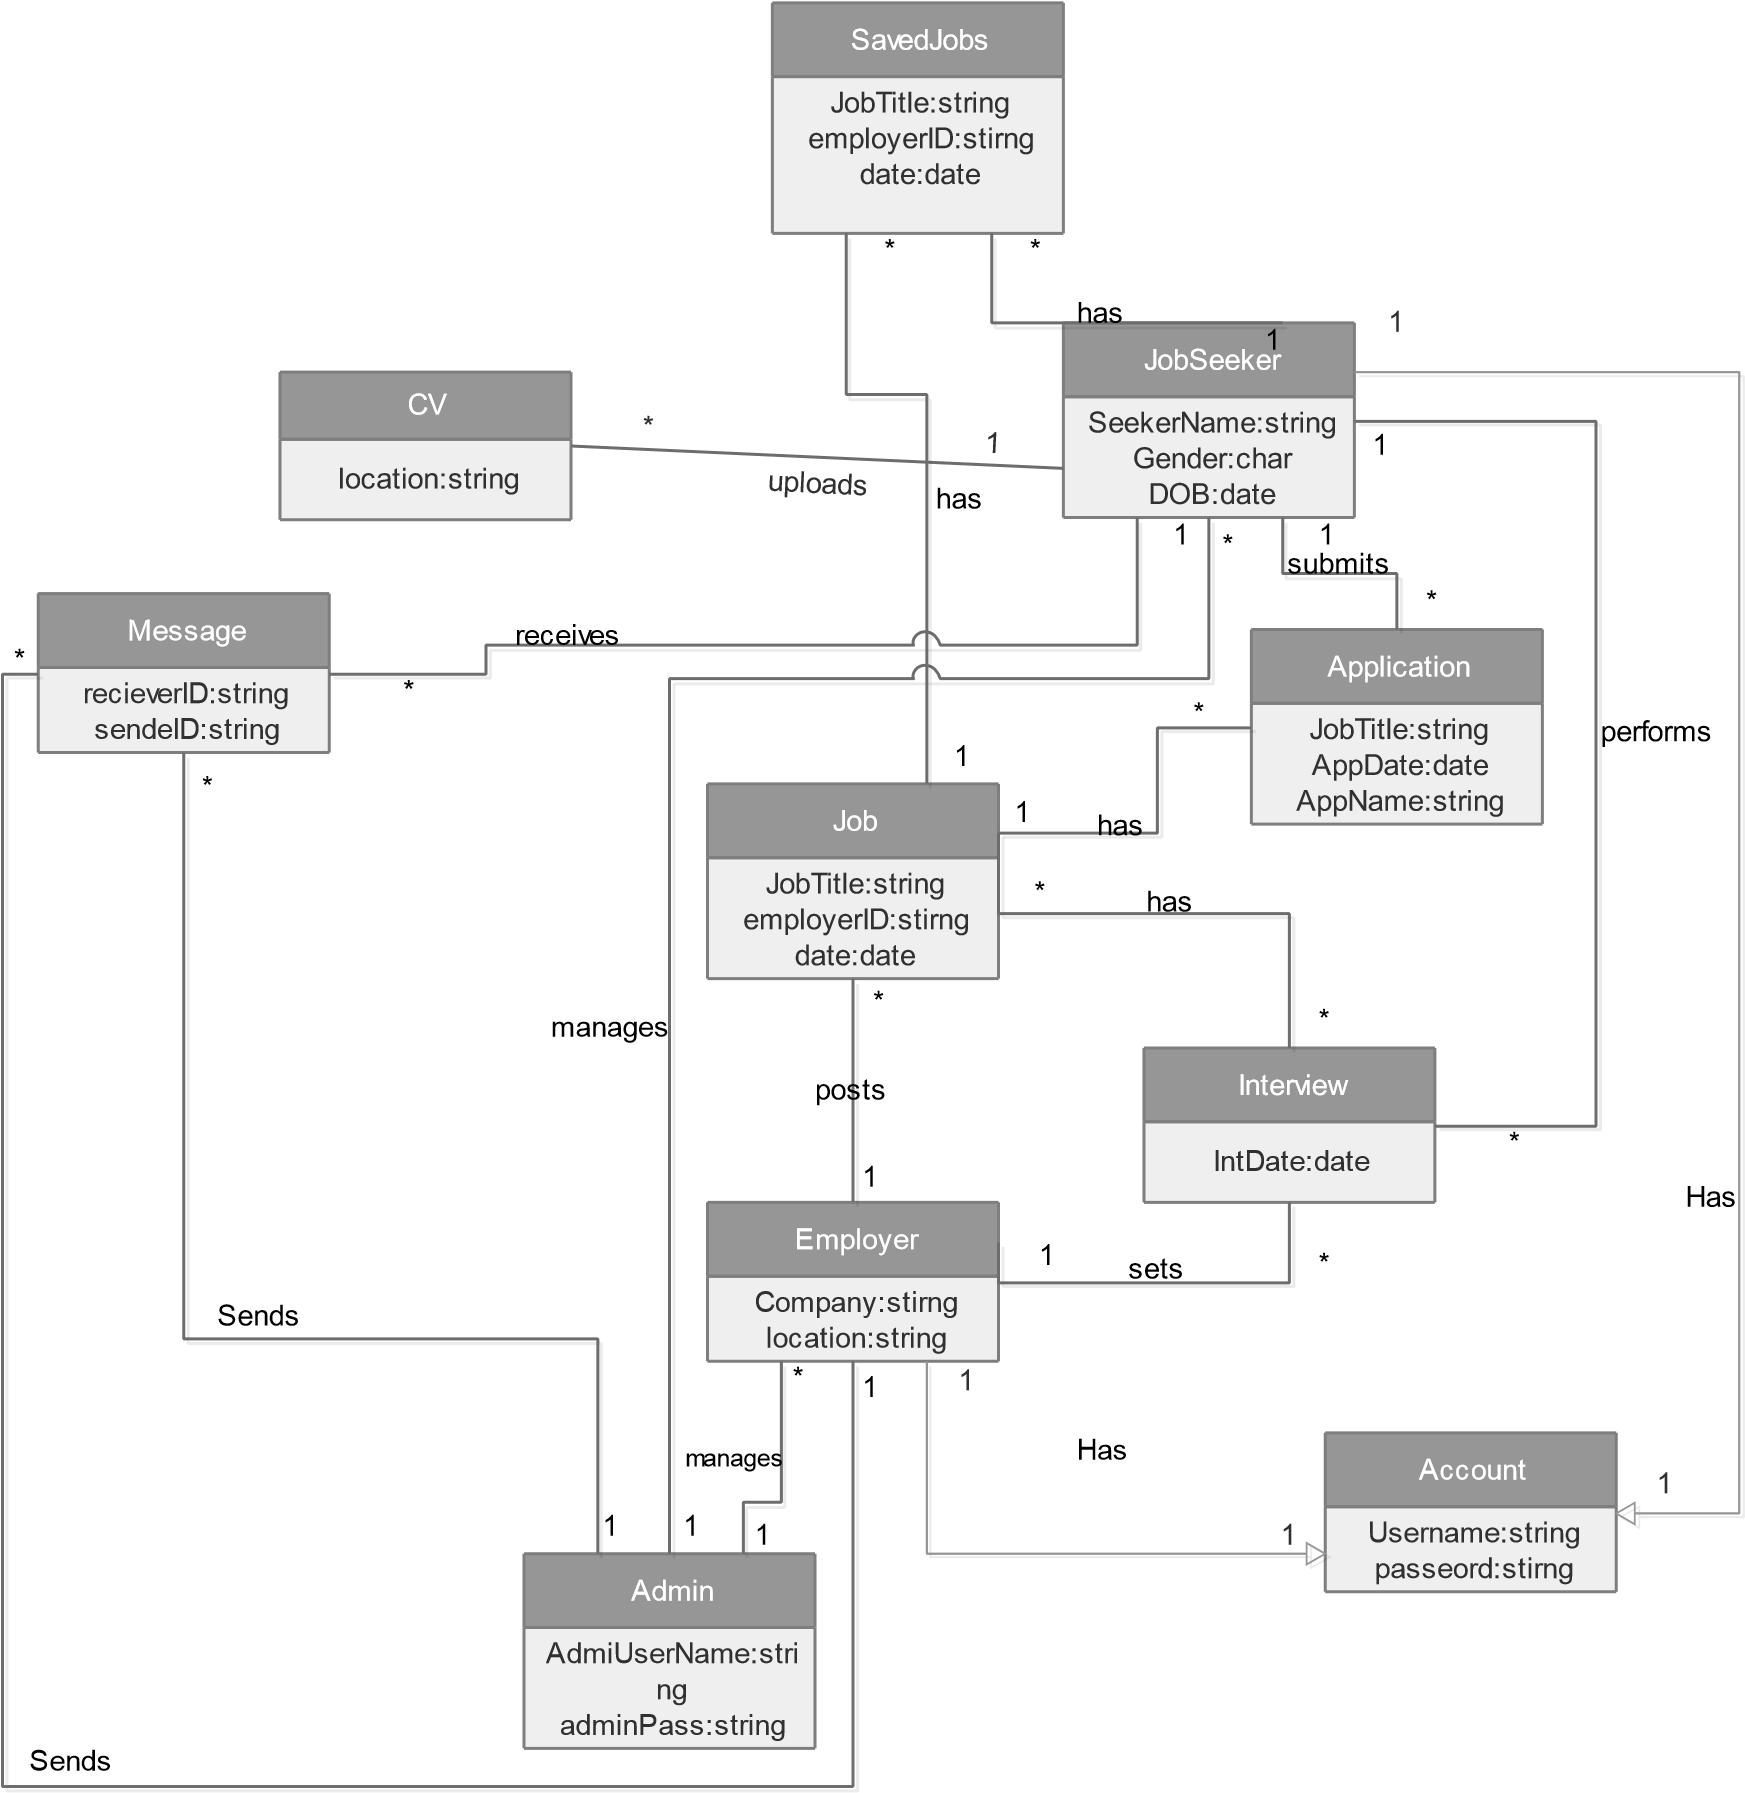 SavedJobs
JobTitle:string
employerID:stirng
date:date
*
*
has
1
1
JobSeeker
SeekerName:string
Gender:char
DOB:date
CV
location:string
*
1
uploads
has
1
1
*
1
submits
*
Message
recieverID:string
sendeID:string
*
*
*
receives
Application
JobTitle:string
AppDate:date
AppName:string
*
performs
1
1
has
Job
JobTitle:string
employerID:stirng
date:date
*
has
*
*
manages
posts
1
Interview
IntDate:date
*
*
Has
Employer
Company:stirng
location:string
1
sets
*
1
1
Sends
manages
Has
1
1
1
1
1
Account
Username:string
passeord:stirng
Admin
AdmiUserName:stri
ng
adminPass:string
Sends